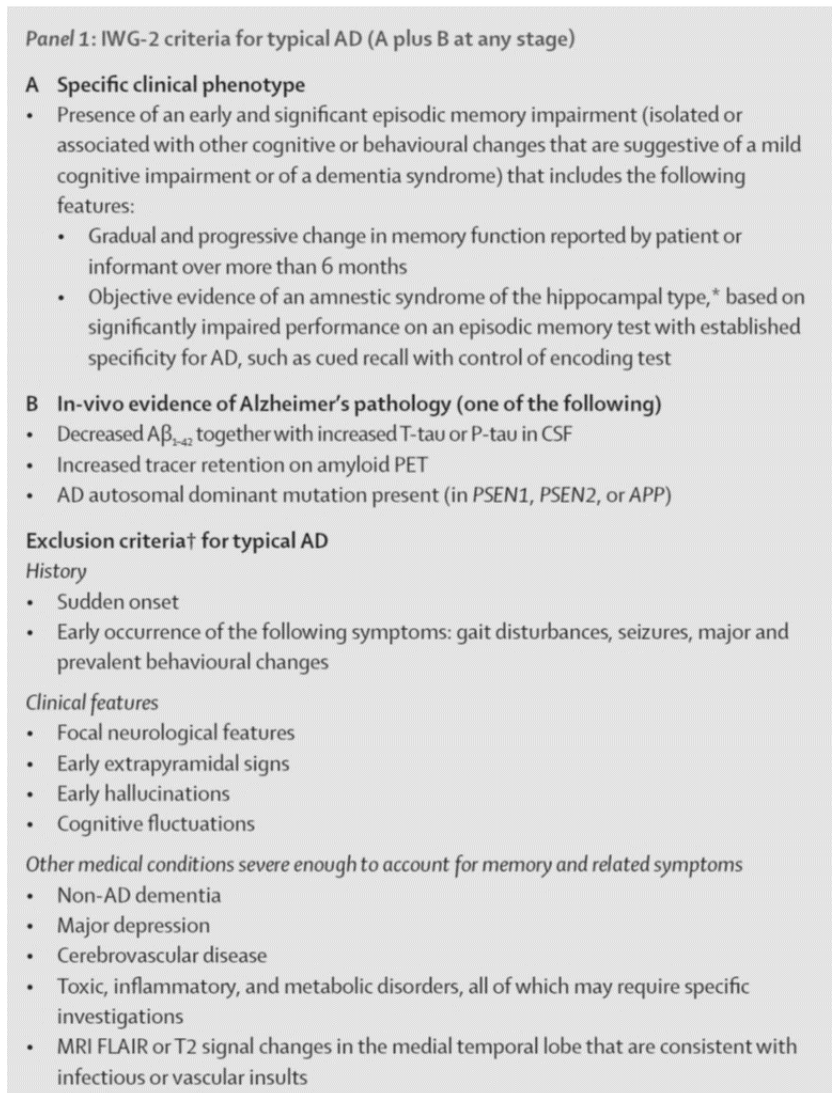 Panel 1: IWG-2 criteria for typical AD (A plus B at any stage)
A Specific clinical phenotype
• Presence of an early and significant episodic memory impairment (isolated or
associated with other cognitive or behavioural changes that are suggestive of a mild
cognitive impairment or of a dementia syndrome) that includes the following
features:
• Gradual and progressive change in memory function reported by patient or
informant over more than 6 months
• Objective evidence of an amnestic syndrome of the hippocampal type,* based on
significantly impaired performance on an episodic memory test with established
specificity for AD, such as cued recall with control of encoding test
B In-vivo evidence of Alzheimer's pathology (one of the following)
• Decreased Aβ1–42 together with increased T-tau or P-tau in CSF
• Increased tracer retention on amyloid PET
• AD autosomal dominant mutation present (in PSEN1, PSEN2, or APP)
Exclusion criteria† for typical AD
History
• Sudden onset
• Early occurrence of the following symptoms: gait disturbances, seizures, major and
prevalent behavioural changes
Clinical features
• Focal neurological features
• Early extrapyramidal signs
• Early hallucinations
• Cognitive fluctuations
Other medical conditions severe enough to account for memory and related symptoms
• Non-AD dementia
• Major depression
• Cerebrovascular disease
• Toxic, inflammatory, and metabolic disorders, all of which may require specific
investigations
• MRI FLAIR or T2 signal changes in the medial temporal lobe that are consistent with
infectious or vascular insults